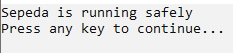 Sepeda is running safely
Press any key to continue...